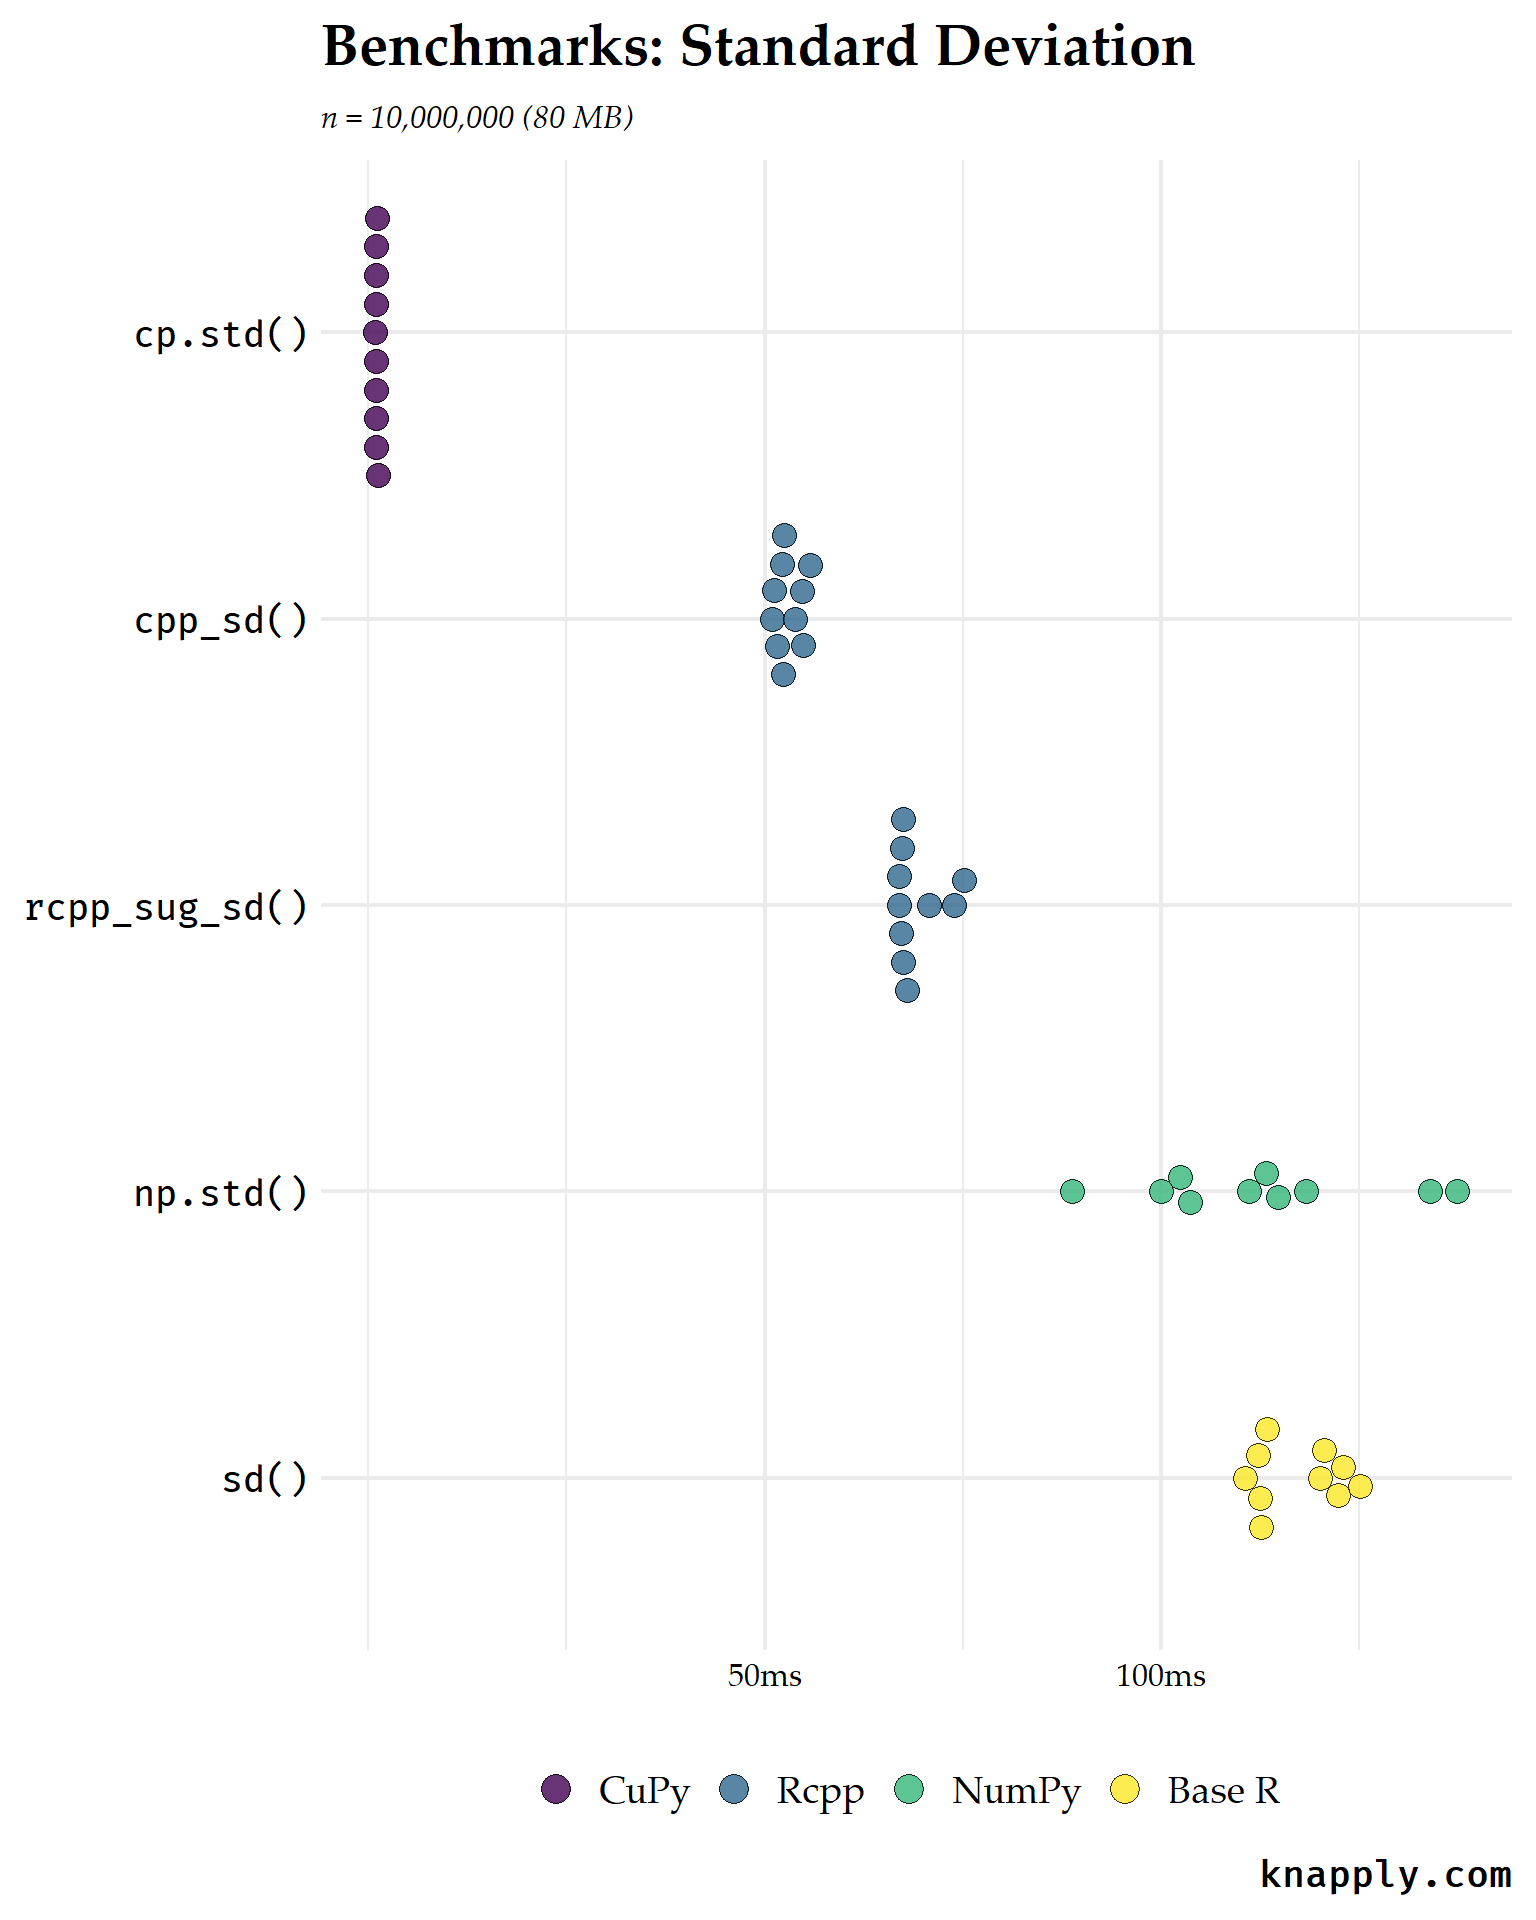 Benchmarks: Standard Deviation
n = 10,000,000 (80 MB)
cp.std()
cpp_sd()
rcpp_sug_sd()
np.std()
sd()
50ms 100ms
CuPy Rcpp NumPy Base R
knapply.com